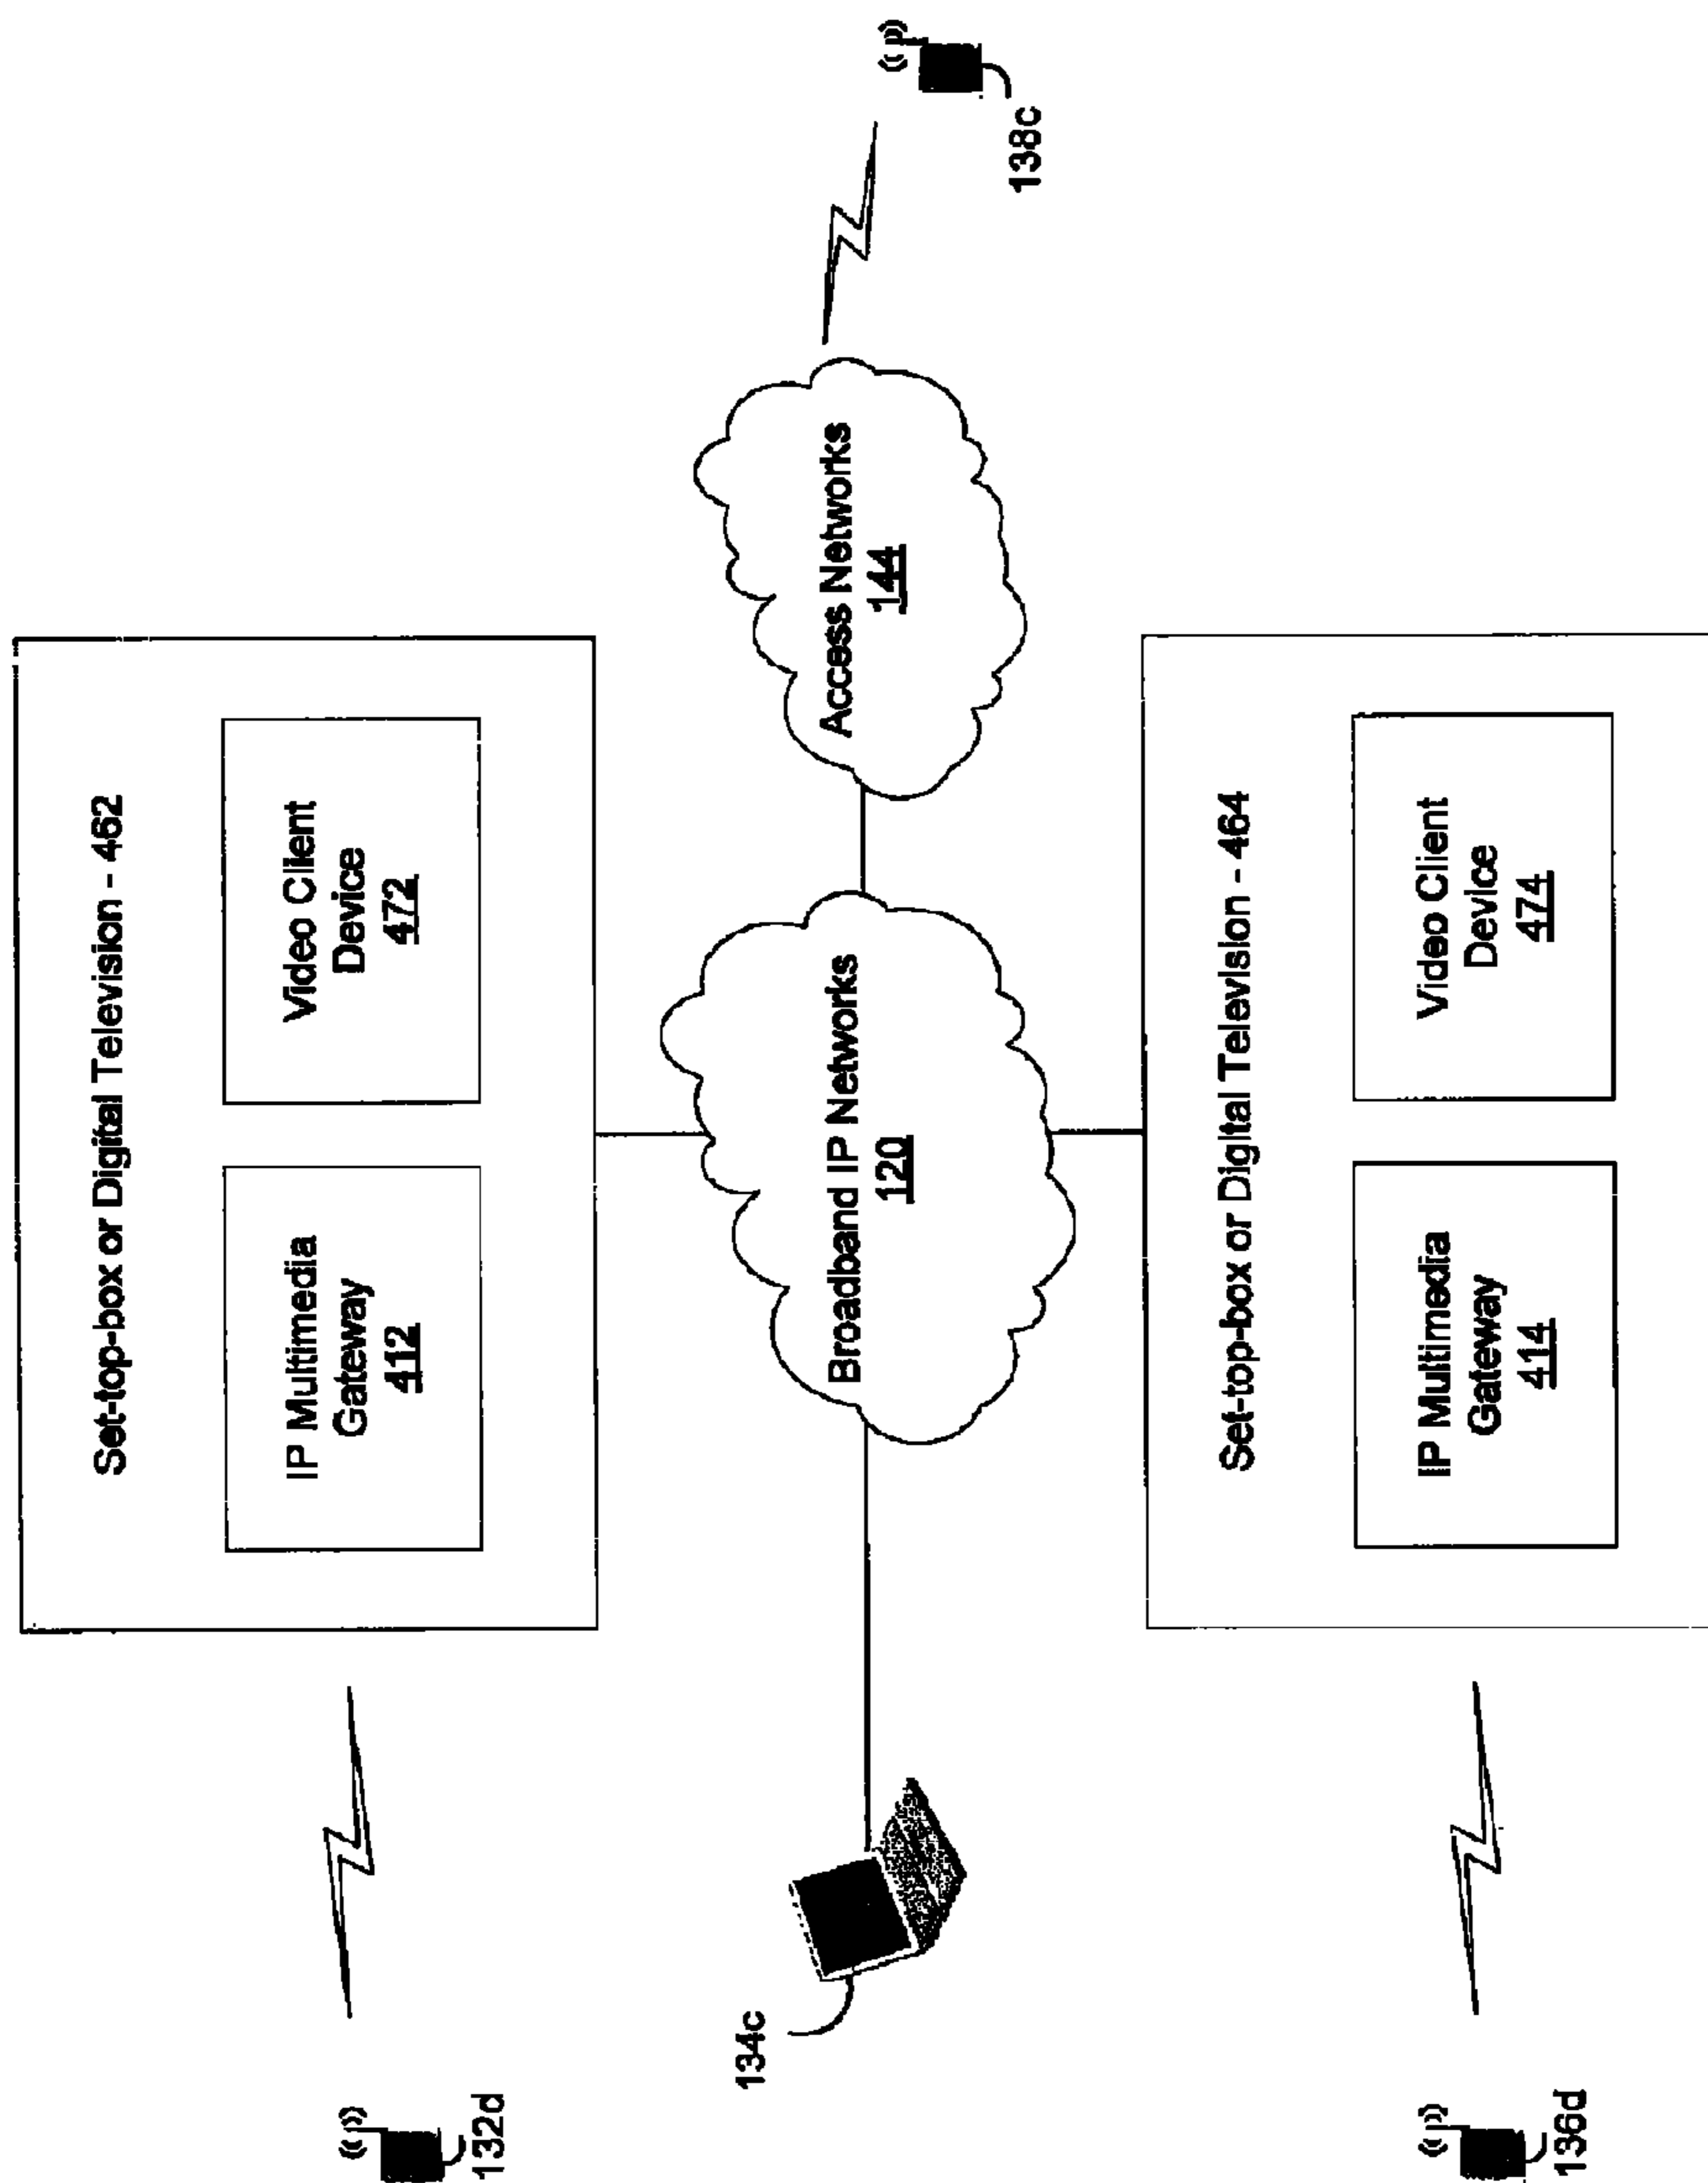 Set-top-box or Digital Television - 462
IP Multimedia
Gateway
412
Video Client
Device
472
132d
134c
Broadband IP Networks
120
Access Networks
144
138c
Set-top-box or Digital Television - 464
IP Multimedia
Gateway
414
Video Client
Device
474
136d